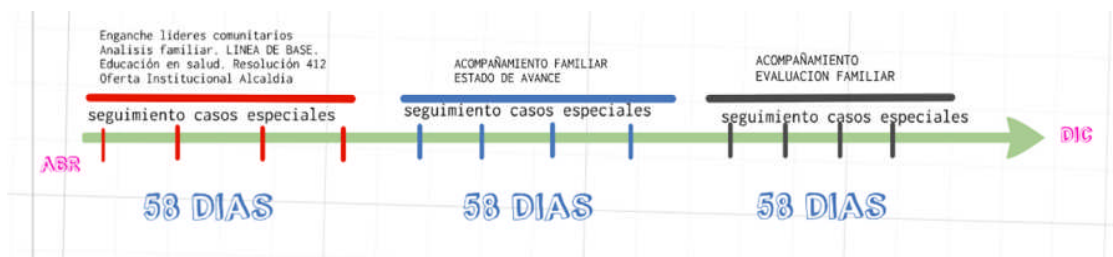 Enganche lideres comunitarios
Analisis familiar. LINEA DE BASE.
Educación en salud. Resolución 412
Oferta Institucional Alcaldia
seguimiento casos especiales
ACOMPAÑAMIENTO FAMILIAR
ESTADO DE AVANCE
seguimiento casos especiales
ACOMPAÑAMIENTO
EVALUACION FAMILIAR
seguimiento casos especiales
ABR
DIC
58 DIAS
58 DIAS
58 DIAS